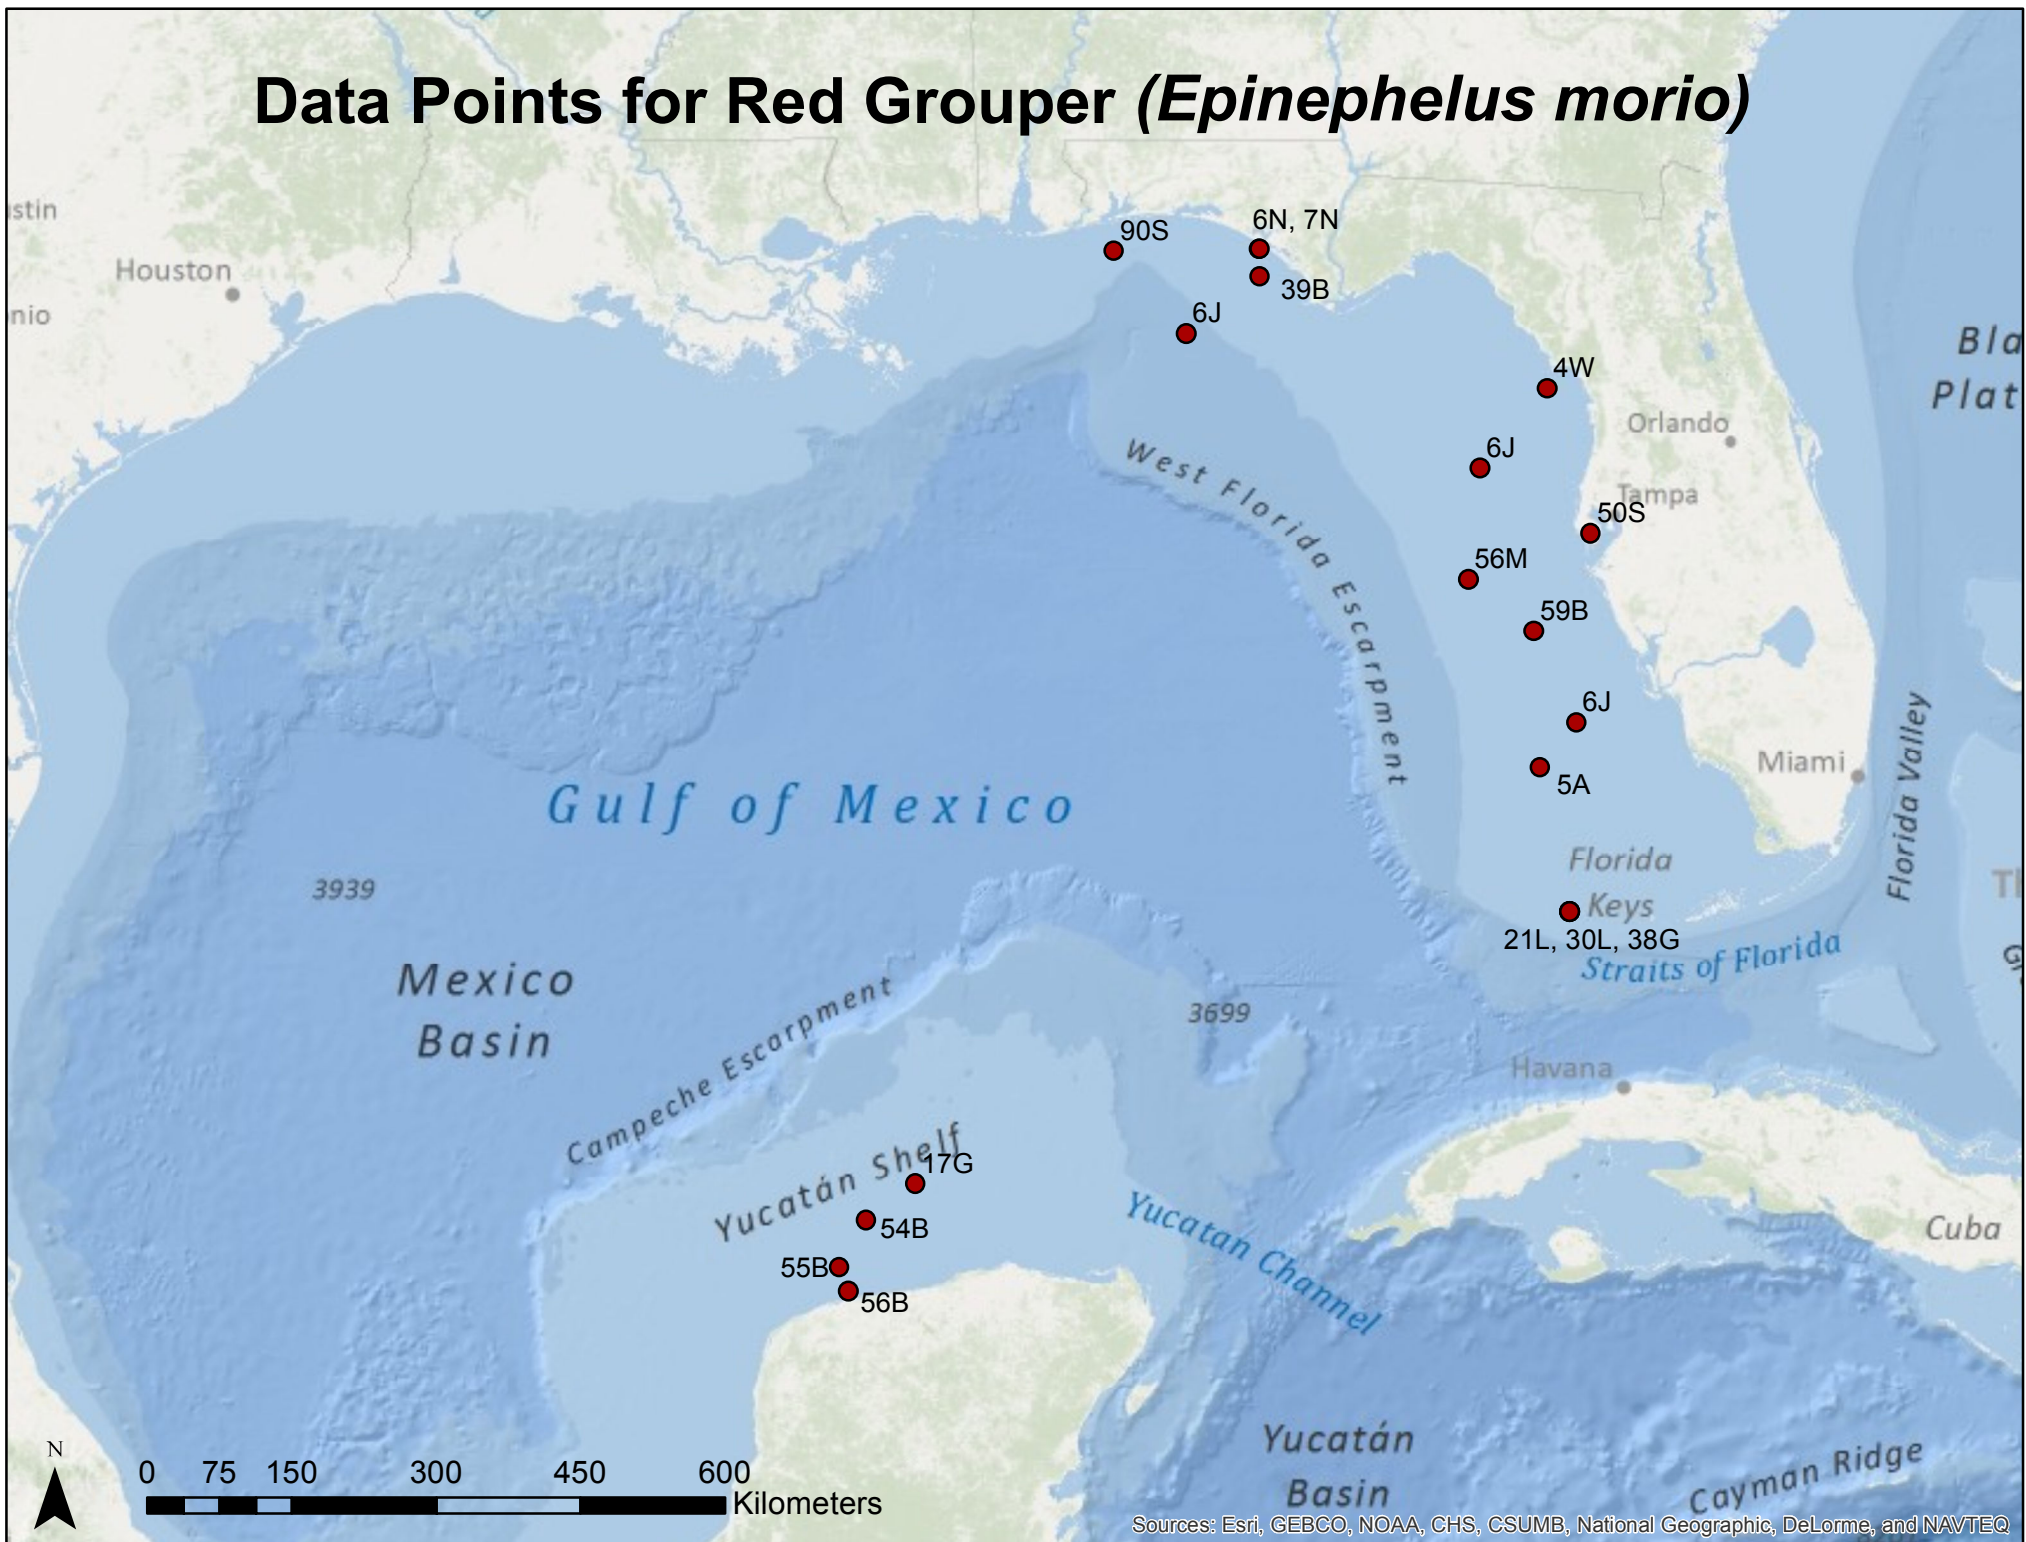 Data Points for Red Grouper (Epinephelus morio)
stin
Houston
nio
90S
6N, 7N
39B
6J
4W
Bla
Plat
Orlando
6J
Tampa
50S
West Florida Escarpment
56M
59B
6J
5A
Miami
Florida Valley
Gulf of Mexico
3939
Florida
Keys
21L, 30L, 38G
Straits of Florida
Mexico
Basin
Campeche Escarpment
3699
Havana
Yucatán Shelf
17G
54B
55B
56B
Yucatan Channel
Cuba
Yucatán
Basin
Cayman Ridge
N
0 75 150 300 450 600
Kilometers
Sources: Esri, GEBCO, NOAA, CHS, CSUMB, National Geographic, DeLorme, and NAVTEQ